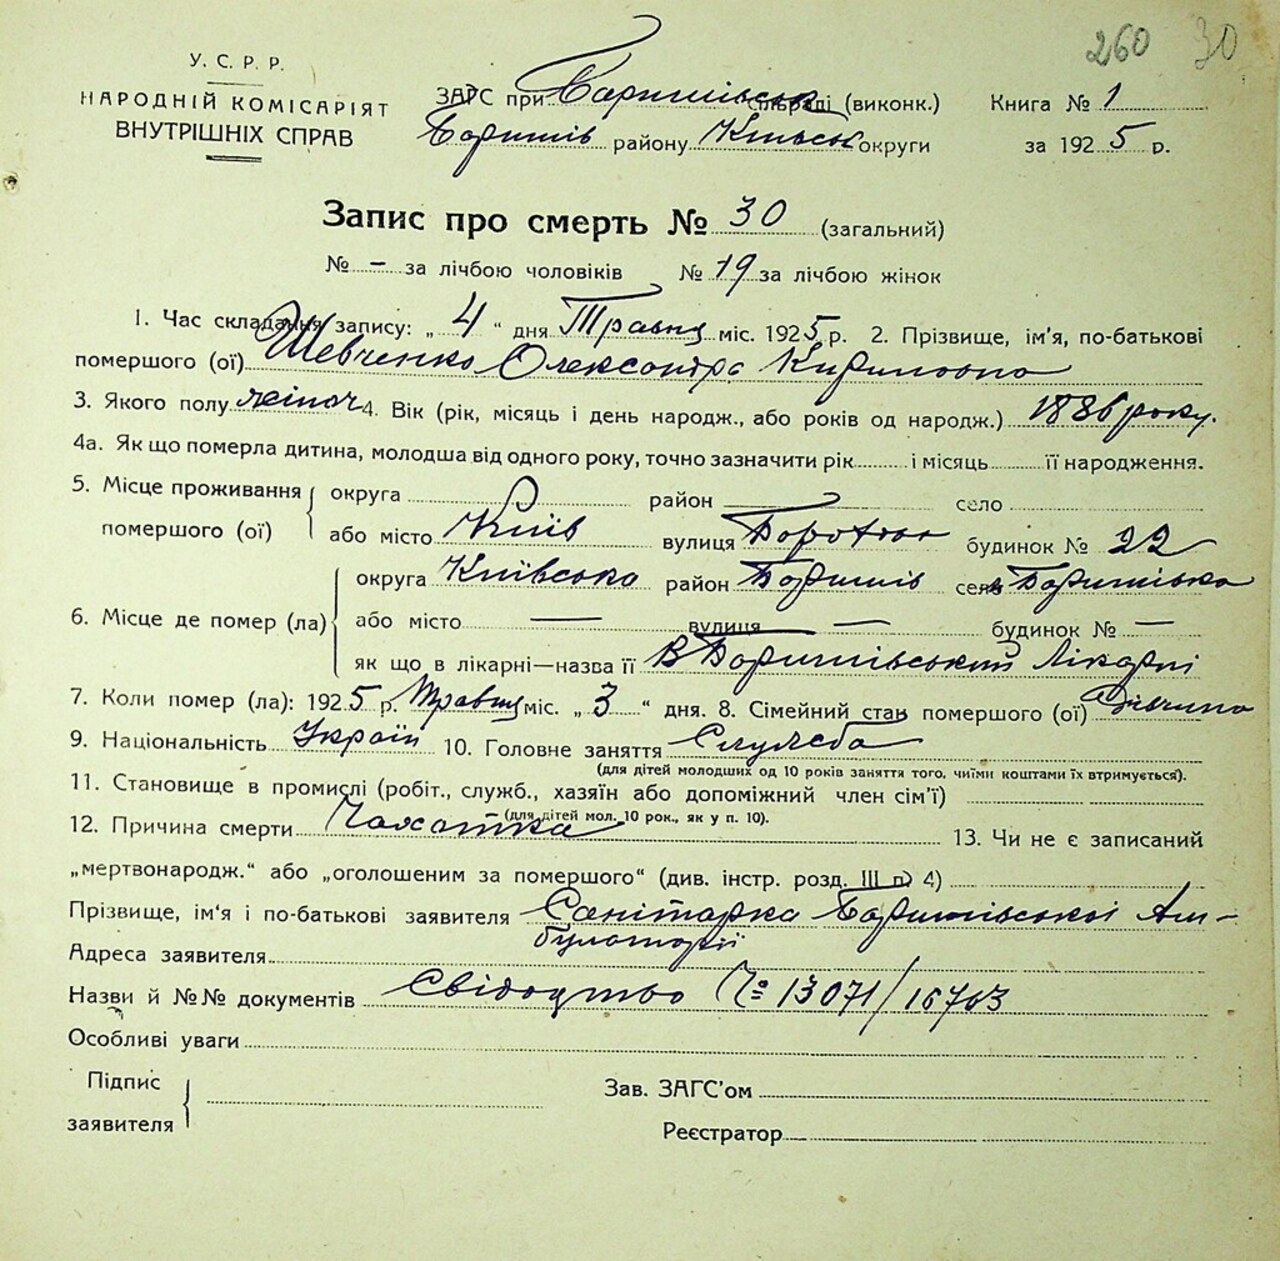 260 30
У. С. Р. Р.
НАРОДНІЙ КОМІСАРІЯТ
ВНУТРІШНІХ СПРАВ
ЗАГС при Баришівськ сільраді (виконк.) Книга № 1
Баришів району Київськ округи за 1925 р.
Запис про смерть № 30 (загальний)
№ — за лічбою чоловіків № 19 за лічбою жінок
1. Час складання запису: „ 4 “ дня Травня міс. 1925 р. 2. Прізвище, ім’я, по-батькові
помершого (ої) Шевченко Олександра Кириловна
3. Якого полу жіноч 4. Вік (рік, місяць і день народж., або років од народж.) 1886 року.
4а. Як що померла дитина, молодша від одного року, точно зазначити рік і місяць її народження.
5. Місце проживання округа район село
помершого (ої) або місто Київ вулиця будинок № 22
округа Київська район Баришів село Баришівка
6. Місце де помер (ла) або місто — вулиця — будинок № —
як що в лікарні—назва її В Баришівський Лікарні
7. Коли помер (ла): 1925 р. Травня міс. „ 3 “ дня. 8. Сімейний стан помершого (ої) Дівчина
9. Національність Україн 10. Головне заняття Служба
(для дітей молодших од 10 років заняття того, чиїми коштами їх втримується).
11. Становище в промислі (робіт., служб., хазяїн або допоміжний член сім’ї)
(для дітей мол. 10 рок., як у п. 10).
12. Причина смерти Чахотка 13. Чи не є записаний
„мертвонародж.“ або „оголошеним за помершого“ (див. інстр. розд. III п. 4)
Прізвище, ім’я і по-батькові заявителя Санітарка Баришівської Ам-
булаторії
Адреса заявителя
Назви й №№ документів Свідоцтво № 13071/16763
Особливі уваги
Підпис
заявителя
Зав. ЗАГС’ом
Реєстратор